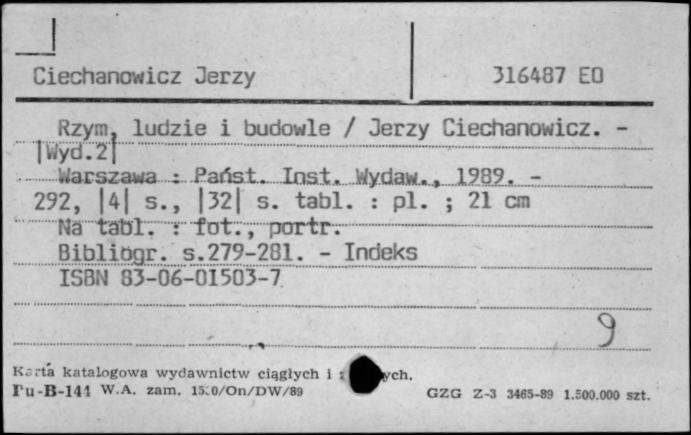 Ciechanowicz Jerzy 316487 EO
Rzym, ludzie i budowle / Jerzy Ciechanowicz. -
|Wyd.2|
Warszawa : Państ. Inst. Wydaw., 1989. -
292, |4| s., |32| s. tabl. : pl. ; 21 cm
Na tabl. : fot., portr.
Bibliogr. s.279-281. - Indeks
ISBN 83-06-01503-7
9
Karta katalogowa wydawnictw ciągłych i
Pu-B-144 W.A. zam. /On/DW/89 GZG Z-3 3465-89 1.500.000 szt.